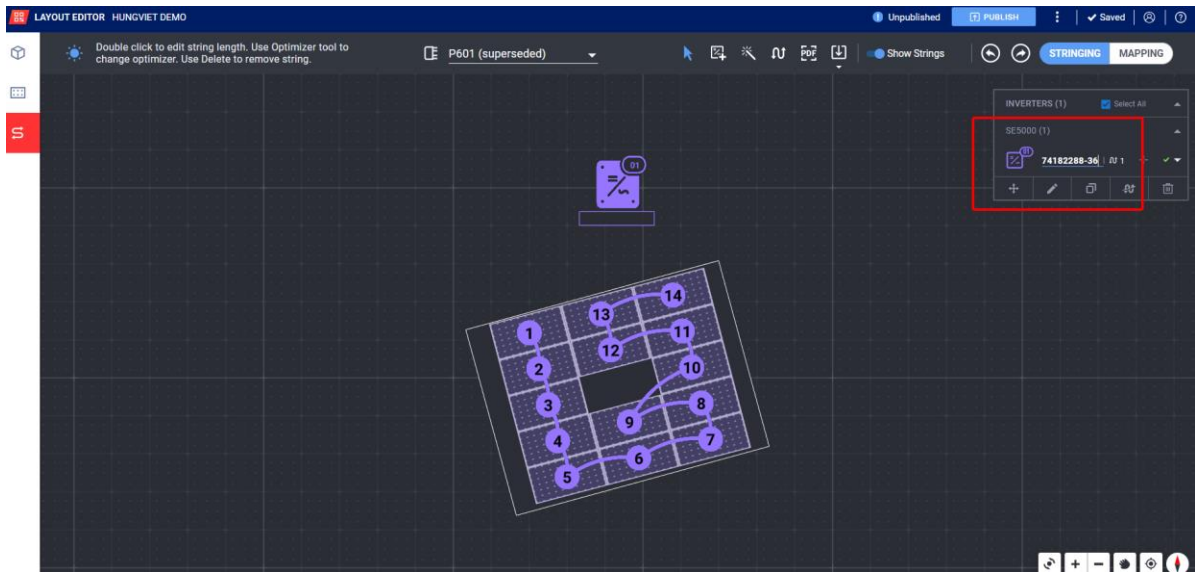 LAYOUT EDITOR HUNGVIET DEMO
Unpublished
PUBLISH
Saved
Double click to edit string length. Use Optimizer tool to
change optimizer. Use Delete to remove string.
P601 (superseded)
PDF
Show Strings
STRINGING
MAPPING
INVERTERS (1)
Select All
SE5000 (1)
01
74182288-36
1
01
14
13
1
11
12
2
10
3
8
9
4
7
6
5